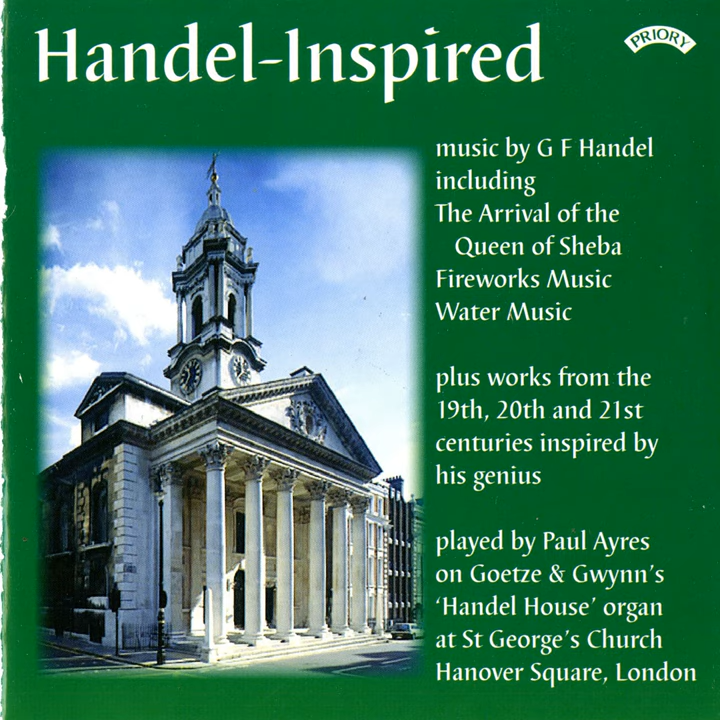 Handel-Inspired
PRIORY
music by G F Handel
including
The Arrival of the
Queen of Sheba
Fireworks Music
Water Music
plus works from the
19th, 20th and 21st
centuries inspired by
his genius
played by Paul Ayres
on Goetze & Gwynn's
'Handel House' organ
at St George's Church
Hanover Square, London